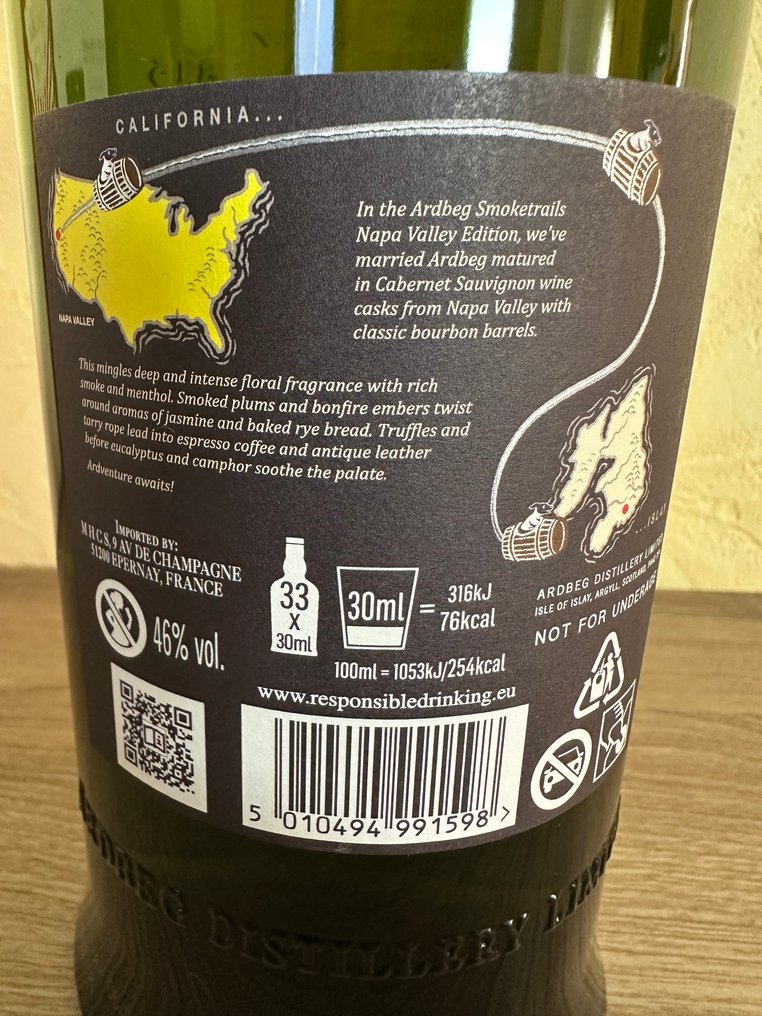 CALIFORNIA...
NAPA VALLEY
In the Ardbeg Smoketrails
Napa Valley Edition, we've
married Ardbeg matured
in Cabernet Sauvignon wine
casks from Napa Valley with
classic bourbon barrels.
This mingles deep and intense floral fragrance with rich
smoke and menthol. Smoked plums and bonfire embers twist
around aromas of jasmine and baked rye bread. Truffles and
tarry rope lead into espresso coffee and antique leather
before eucalyptus and camphor soothe the palate.
Ardventure awaits!
...ISLAY
IMPORTED BY:
M H C S, 9 AV DE CHAMPAGNE
51200 EPERNAY, FRANCE
46% vol.
33
x
30ml
30ml = 316kJ
76kcal
100ml = 1053kJ/254kcal
www.responsibledrinking.eu
ARDBEG DISTILLERY LIMITED
ISLE OF ISLAY, ARGYLL, SCOTLAND,
NOT FOR UNDERAGE
5 010494 991598 >
ARDBEG DISTILLERY LIMITED